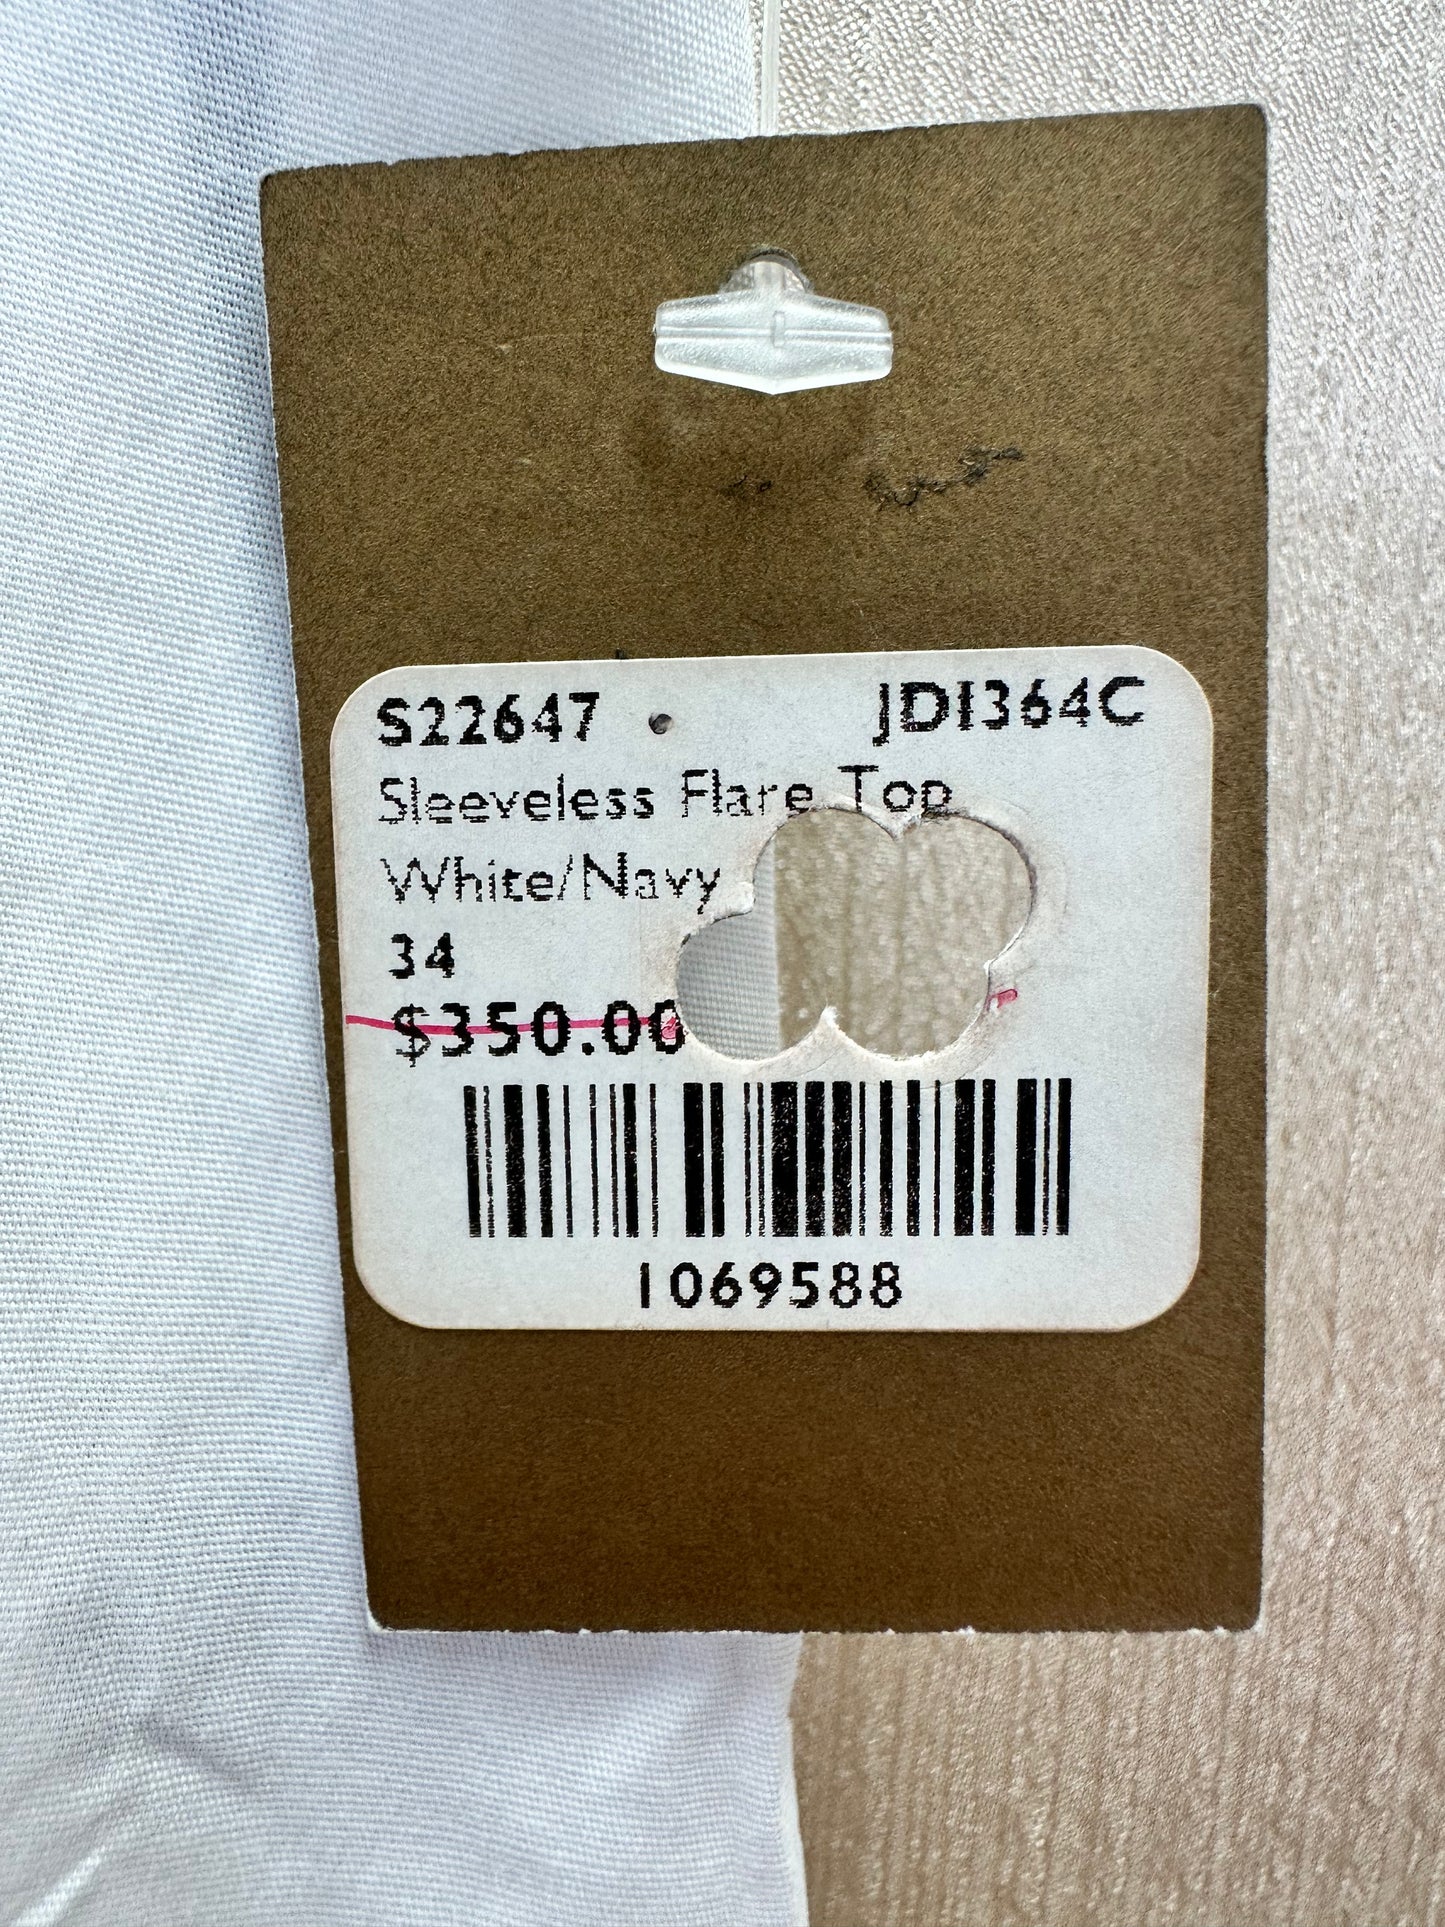 S22647 JDI364C
Sleeveless Flare Top
White/Navy
34
$350.00
1069588